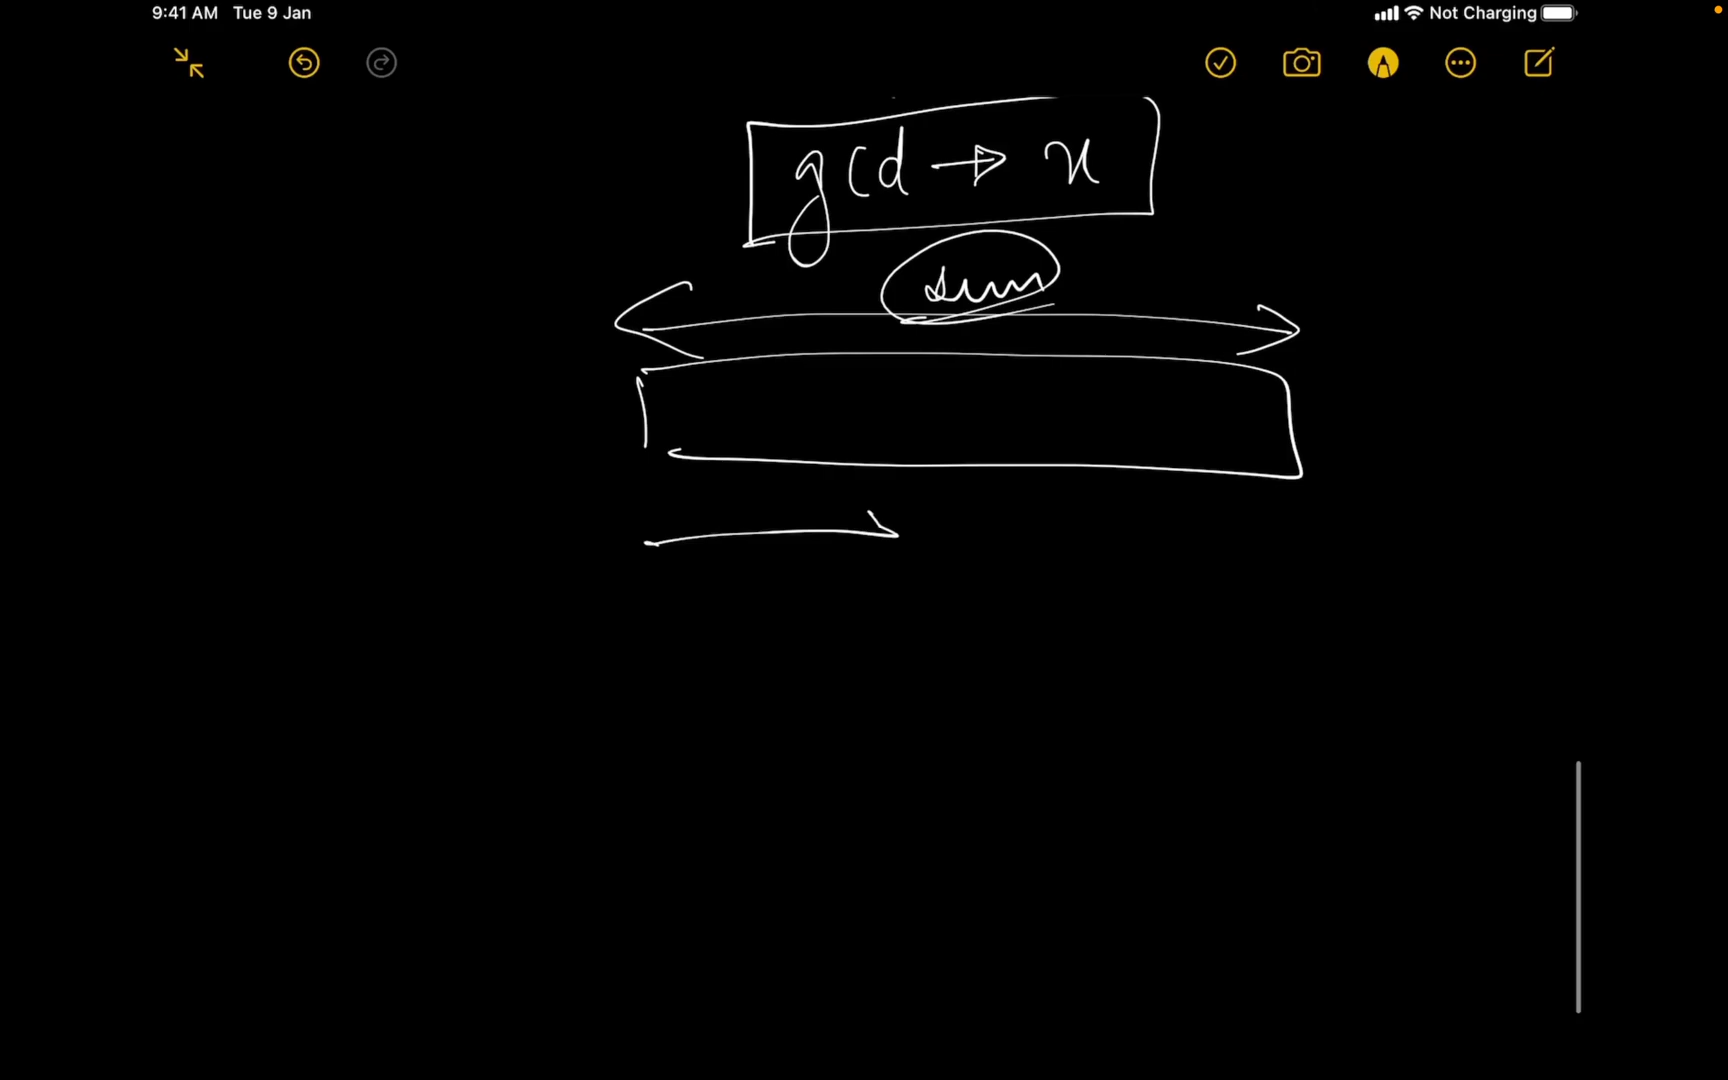 9:41 AM Tue 9 Jan Not Charging
gcd → x
sum